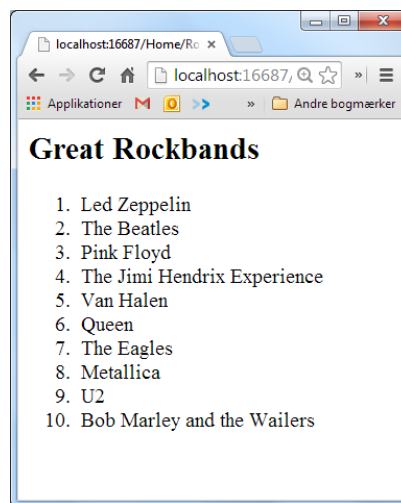 localhost:16687/Home/Ro
localhost:16687/
Applikationer
»
Andre bogmærker
Great Rockbands
1. Led Zeppelin
2. The Beatles
3. Pink Floyd
4. The Jimi Hendrix Experience
5. Van Halen
6. Queen
7. The Eagles
8. Metallica
9. U2
10. Bob Marley and the Wailers